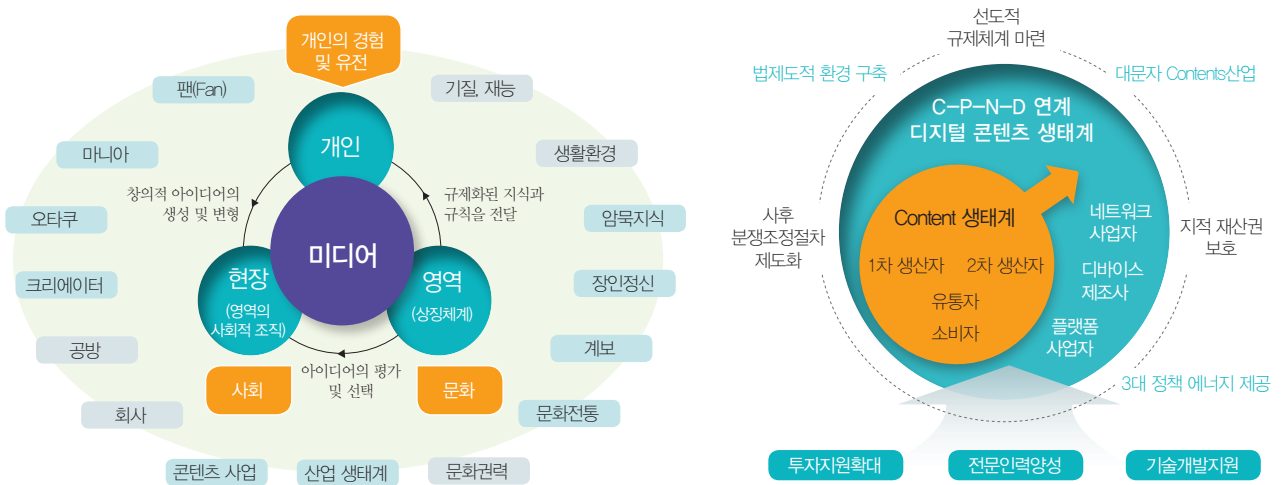 개인의 경험
및 유전
팬(Fan)
기질, 재능
마니아
개인
생활환경
창의적 아이디어의
생성 및 변형
규제화된 지식과
규칙을 전달
오타쿠
암묵지식
미디어
크리에이터
현장
(영역의
사회적 조직)
영역
(상징체계)
장인정신
공방
계보
아이디어의 평가
및 선택
사회
문화
회사
문화전통
콘텐츠 사업
산업 생태계
문화권력
선도적
규제체계 마련
법제도적 환경 구축
대문자 Contents산업
C-P-N-D 연계
디지털 콘텐츠 생태계
Content 생태계
1차 생산자
2차 생산자
유통자
소비자
네트워크
사업자
디바이스
제조사
플랫폼
사업자
사후
분쟁조정절차
제도화
지적 재산권
보호
3대 정책 에너지 제공
투자지원확대
전문인력양성
기술개발지원